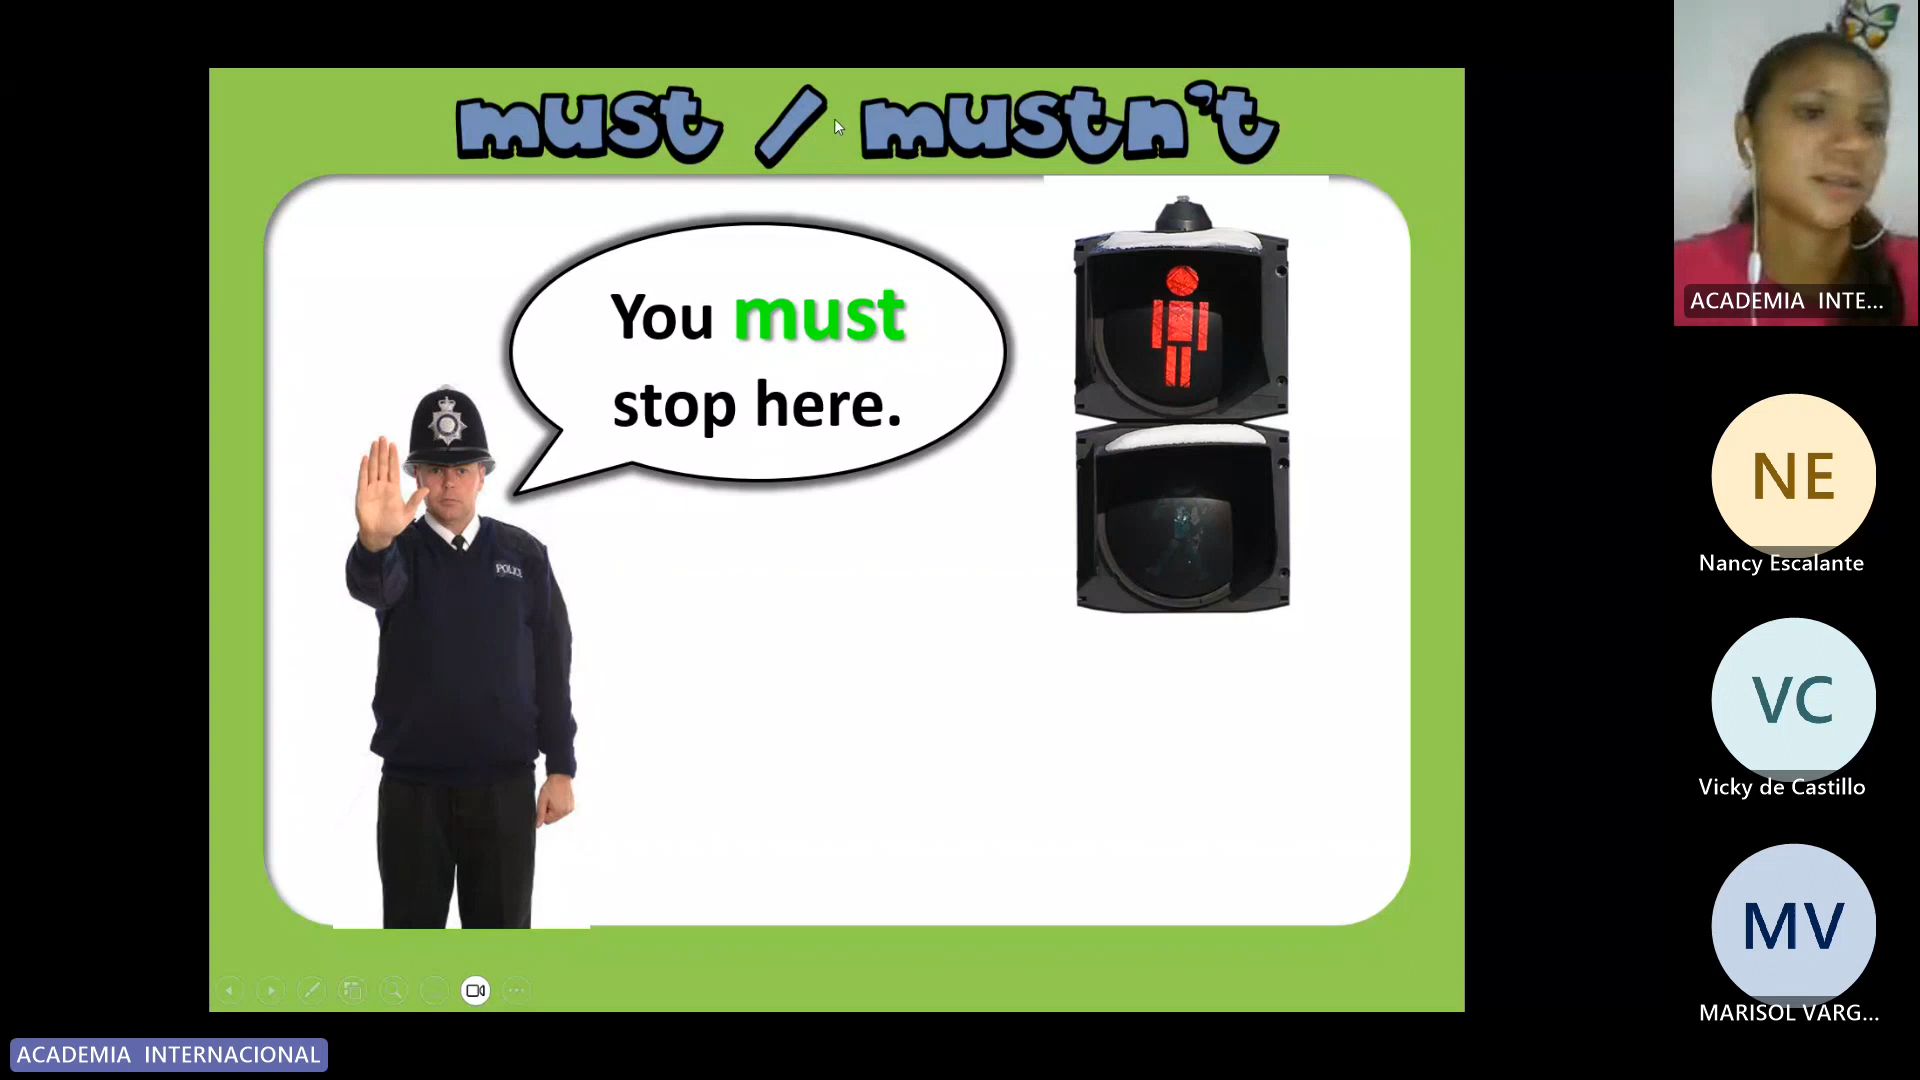 must / mustn't
You must
stop here.
POLICE
ACADEMIA INTE...
NE
Nancy Escalante
VC
Vicky de Castillo
MV
MARISOL VARG...
ACADEMIA INTERNACIONAL